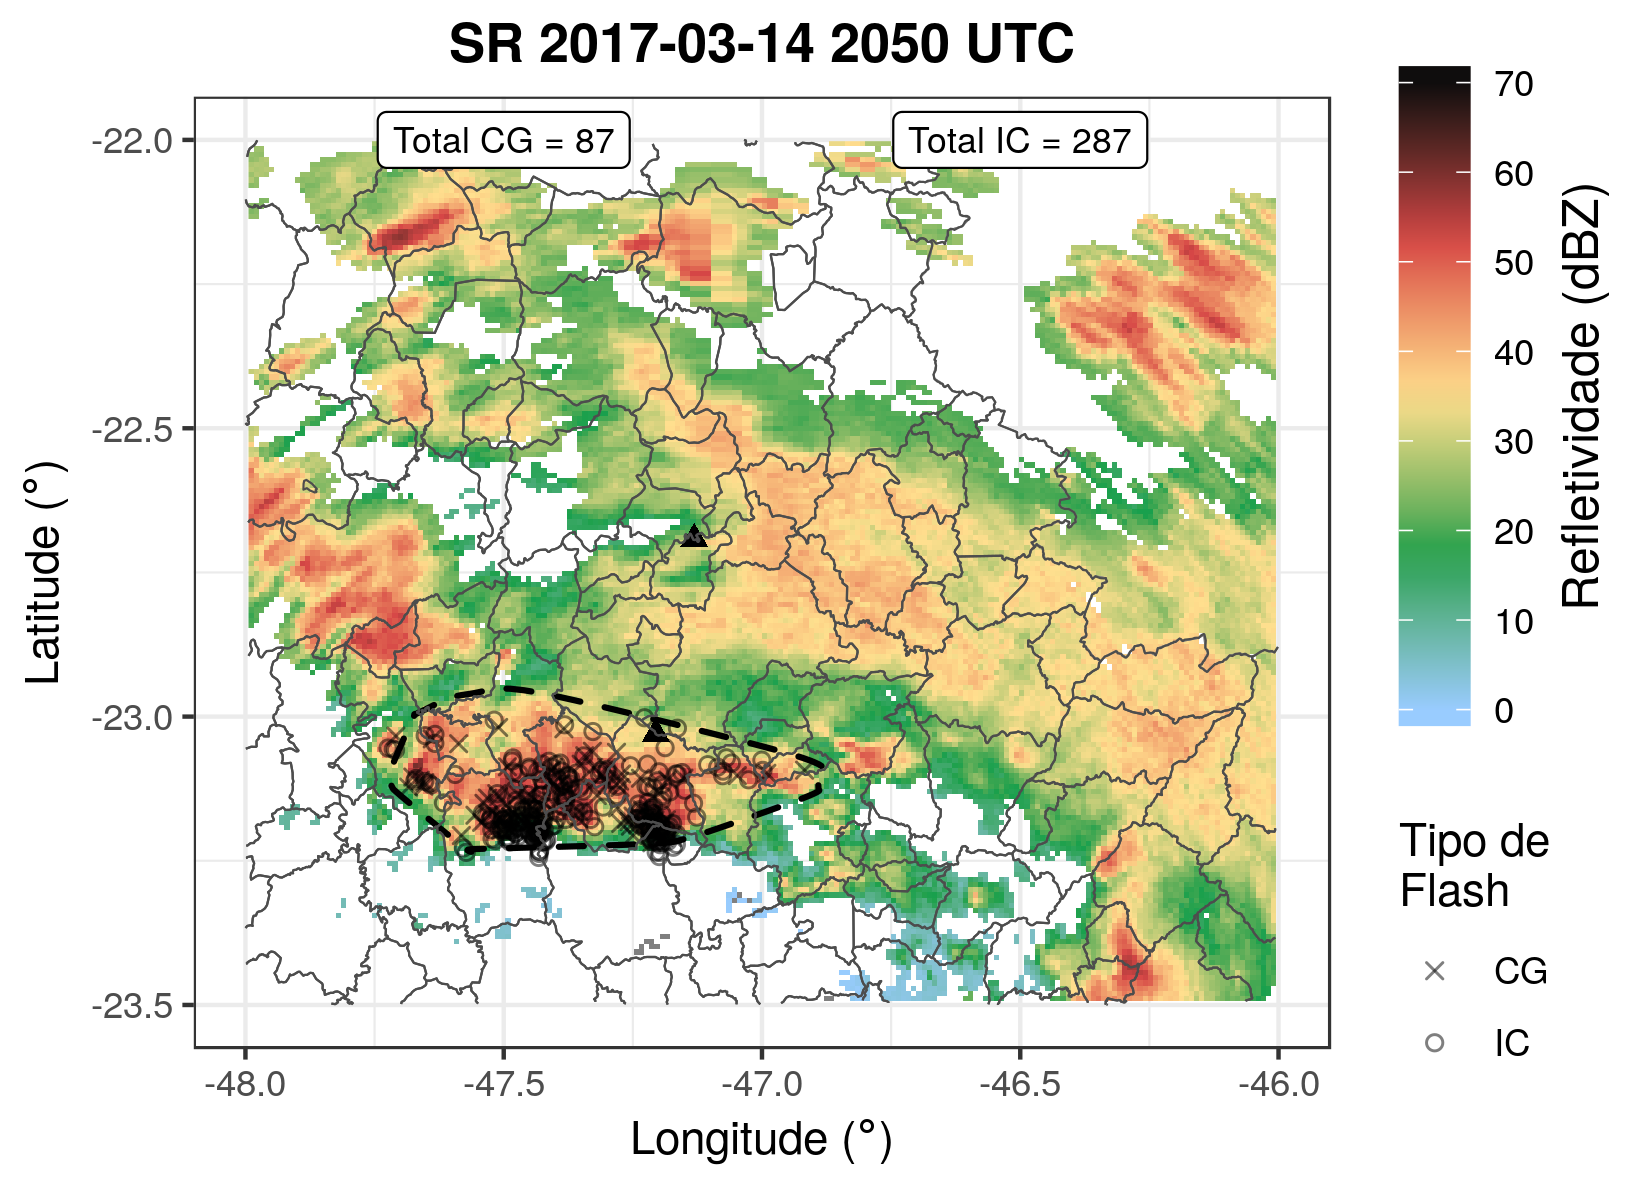 SR 2017-03-14 2050 UTC
Total CG = 87
Total IC = 287
-22.0
-22.5
-23.0
-23.5
Latitude (°)
-48.0
-47.5
-47.0
-46.5
-46.0
Longitude (°)
70
60
50
40
30
20
10
0
Refletividade (dBZ)
Tipo de
Flash
CG
IC